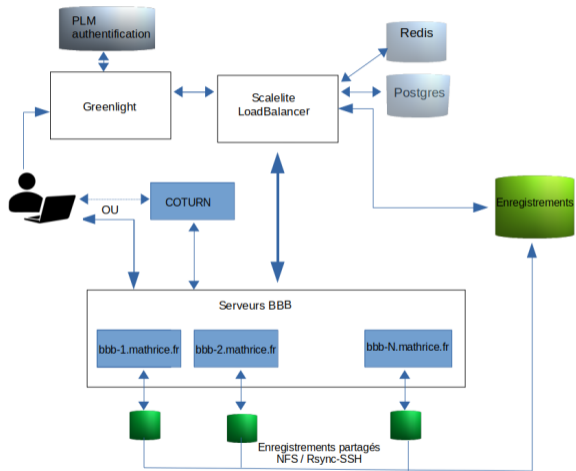 PLM
authentification
Redis
Greenlight
Scalelite
LoadBalancer
Postgres
OU
COTURN
Enregistrements
Serveurs BBB
bbb-1.mathrice.fr
bbb-2.mathrice.fr
bbb-N.mathrice.fr
Enregistrements partagés
NFS / Rsync-SSH